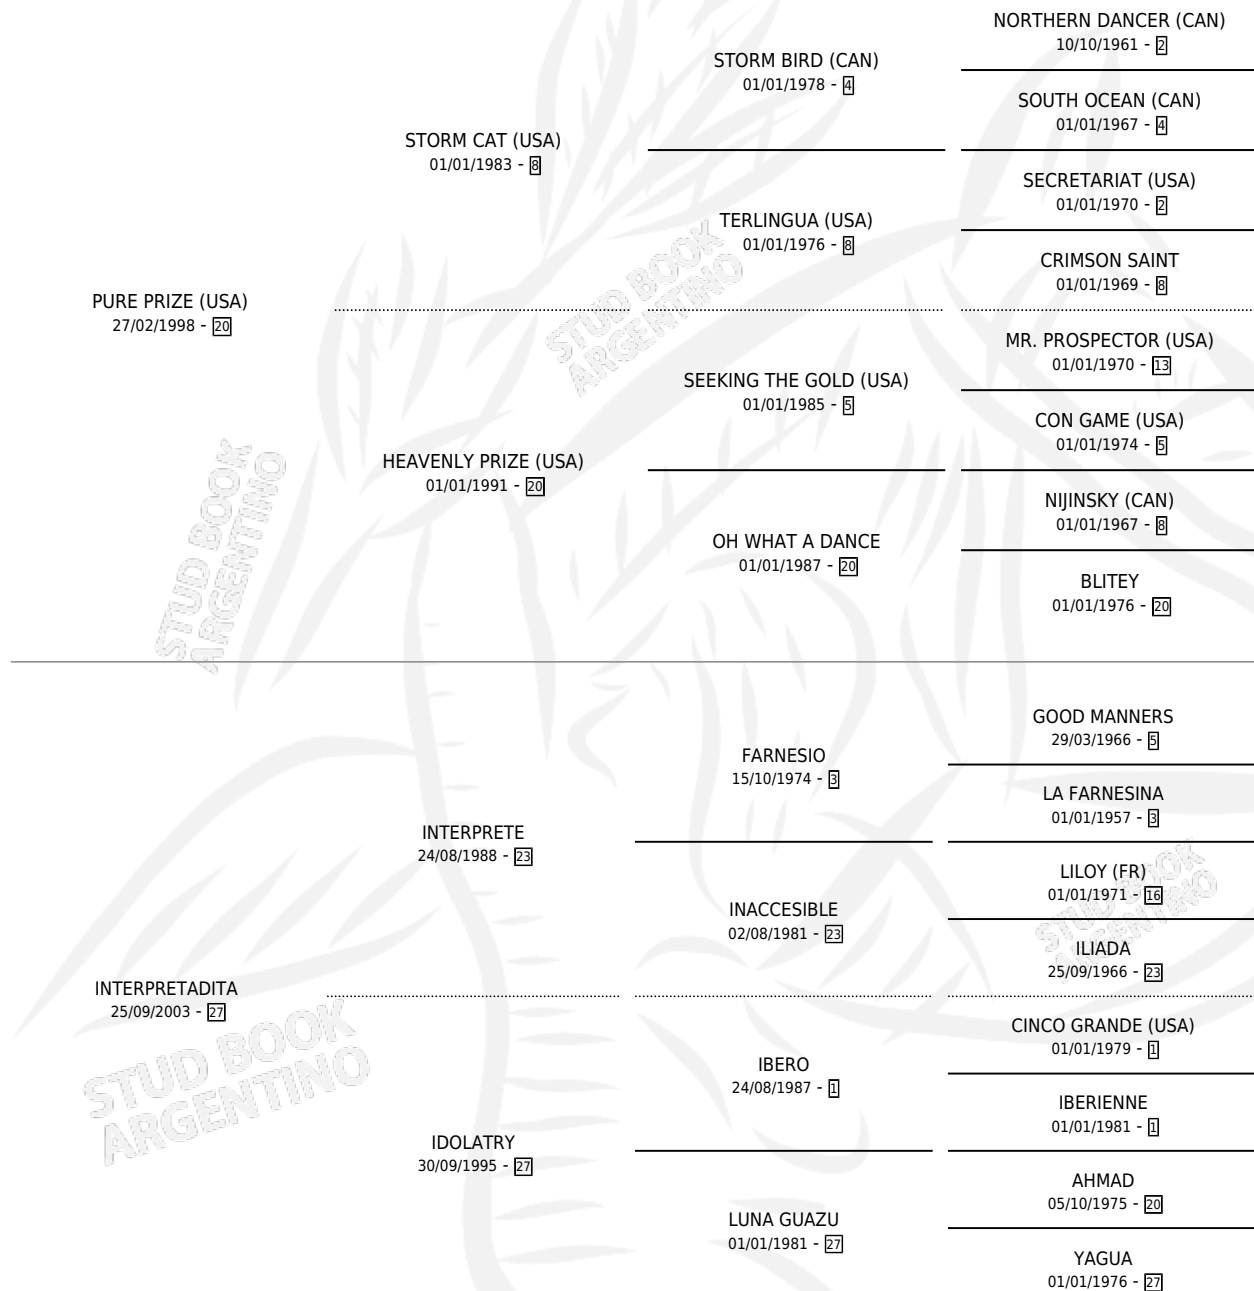 NORTHERN DANCER (CAN)
10/10/1961 - 2
STORM BIRD (CAN)
01/01/1978 - 4
SOUTH OCEAN (CAN)
01/01/1967 - 4
STORM CAT (USA)
01/01/1983 - 8
SECRETARIAT (USA)
01/01/1970 - 2
TERLINGUA (USA)
01/01/1976 - 8
CRIMSON SAINT
01/01/1969 - 8
PURE PRIZE (USA)
27/02/1998 - 20
MR. PROSPECTOR (USA)
01/01/1970 - 13
SEEKING THE GOLD (USA)
01/01/1985 - 5
CON GAME (USA)
01/01/1974 - 5
HEAVENLY PRIZE (USA)
01/01/1991 - 20
NIJINSKY (CAN)
01/01/1967 - 8
OH WHAT A DANCE
01/01/1987 - 20
BLITEY
01/01/1976 - 20
GOOD MANNERS
29/03/1966 - 5
FARNESIO
15/10/1974 - 3
LA FARNESINA
01/01/1957 - 3
INTERPRETE
24/08/1988 - 23
LILOY (FR)
01/01/1971 - 16
INACCESIBLE
02/08/1981 - 23
ILIADA
25/09/1966 - 23
INTERPRETADITA
25/09/2003 - 27
CINCO GRANDE (USA)
01/01/1979 - 1
IBERO
24/08/1987 - 1
IBERIENNE
01/01/1981 - 1
IDOLATRY
30/09/1995 - 27
AHMAD
05/10/1975 - 20
LUNA GUAZU
01/01/1981 - 27
YAGUA
01/01/1976 - 27
STUD BOOK
ARGENTINO
STUD BOOK
ARGENTINO
STUD BOOK
ARGENTINO
STUD BOOK
ARGENTINO